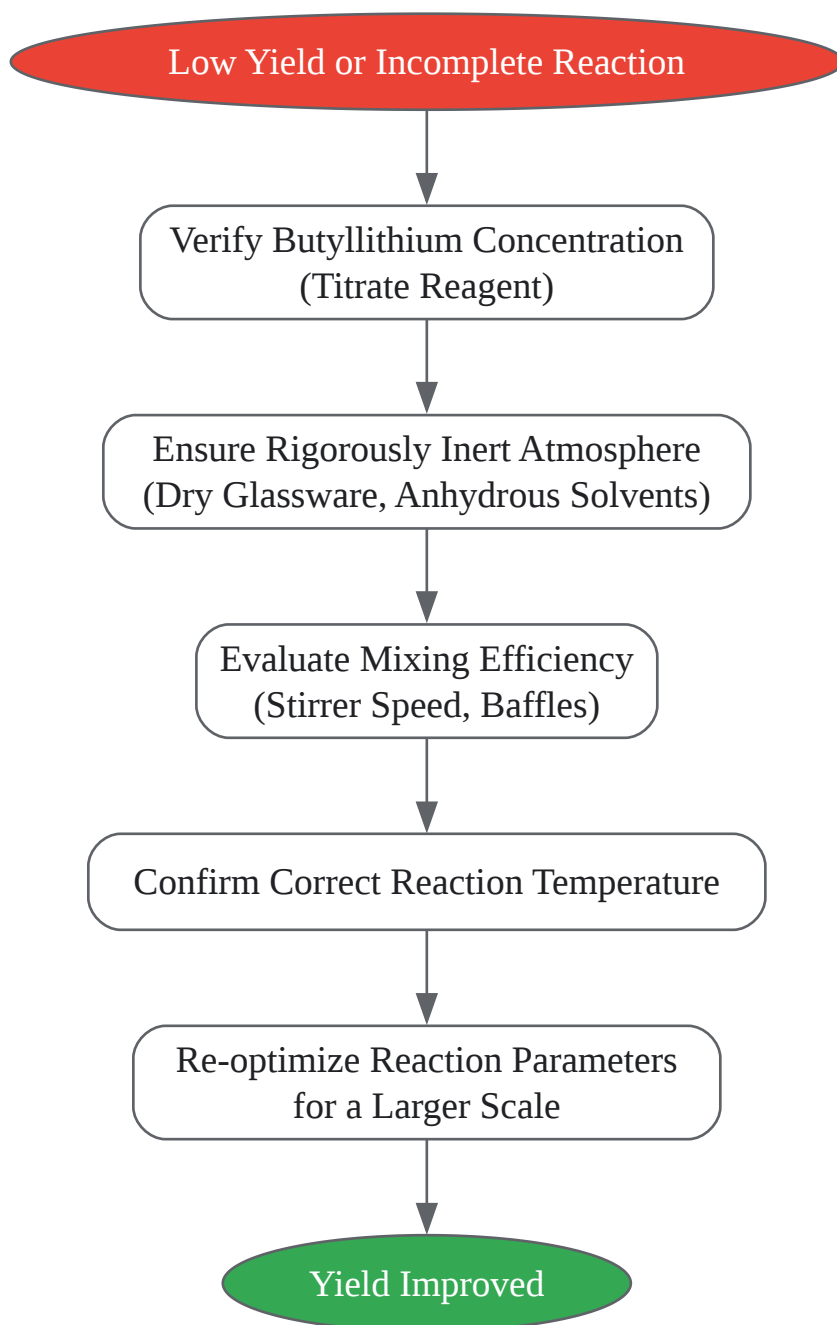 Low Yield or Incomplete Reaction
Verify Butyllithium Concentration
(Titrate Reagent)
Ensure Rigorously Inert Atmosphere
(Dry Glassware, Anhydrous Solvents)
Evaluate Mixing Efficiency
(Stirrer Speed, Baffles)
Confirm Correct Reaction Temperature
Re-optimize Reaction Parameters
for a Larger Scale
Yield Improved